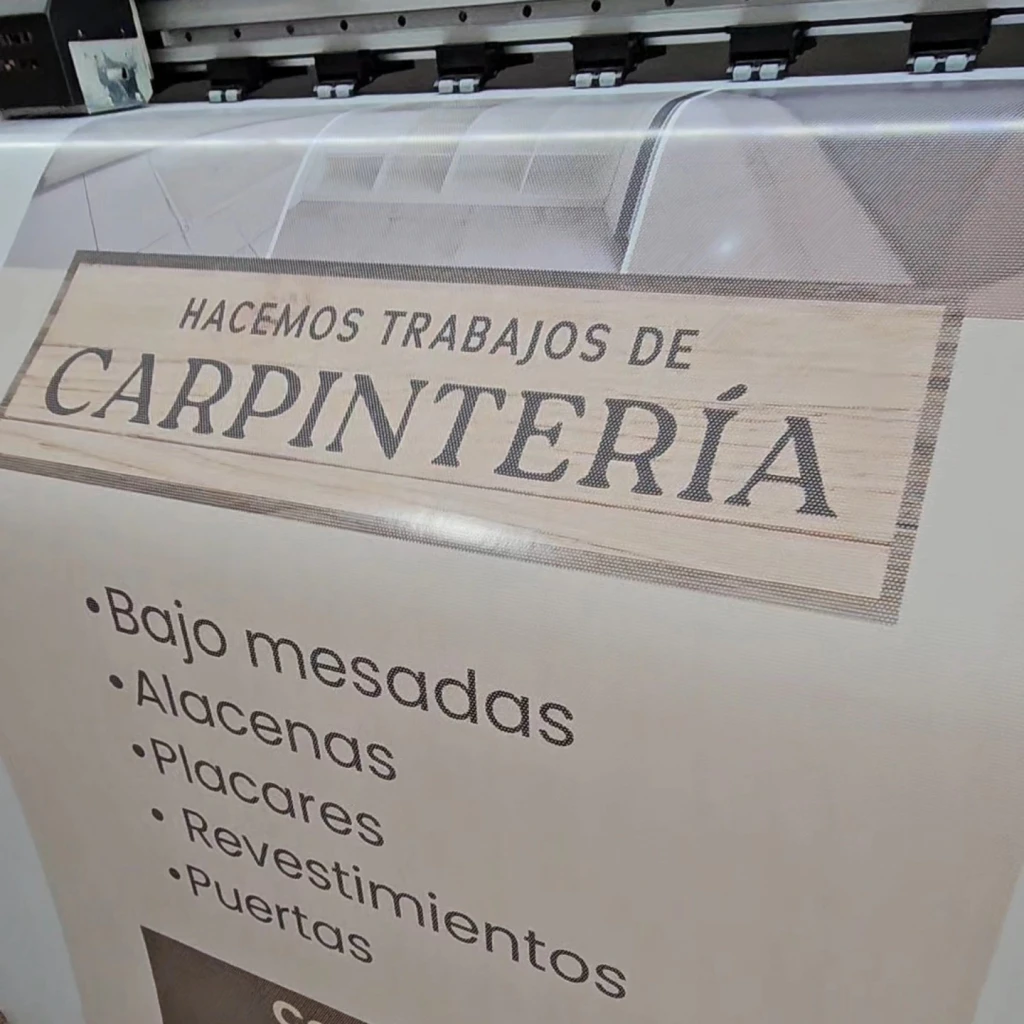 HACEMOS TRABAJOS DE
CARPINTERÍA
•Bajo mesadas
•Alacenas
•Placares
• Revestimientos
•Puertas